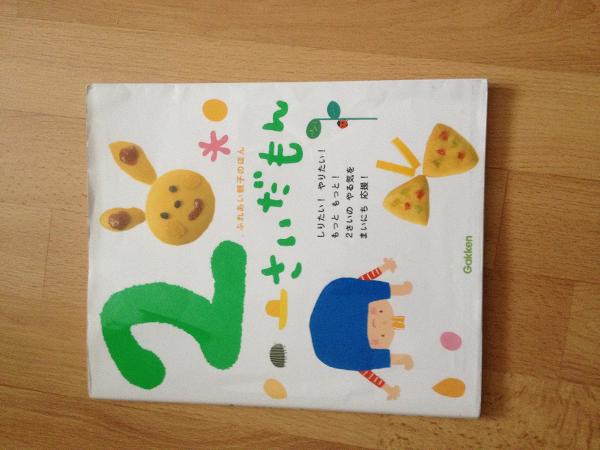 ふれあい親子のほん
2さいだもん
しりたい！ やりたい！
もっと もっと！
2さいの やる気を
まいにち 応援！
Gakken